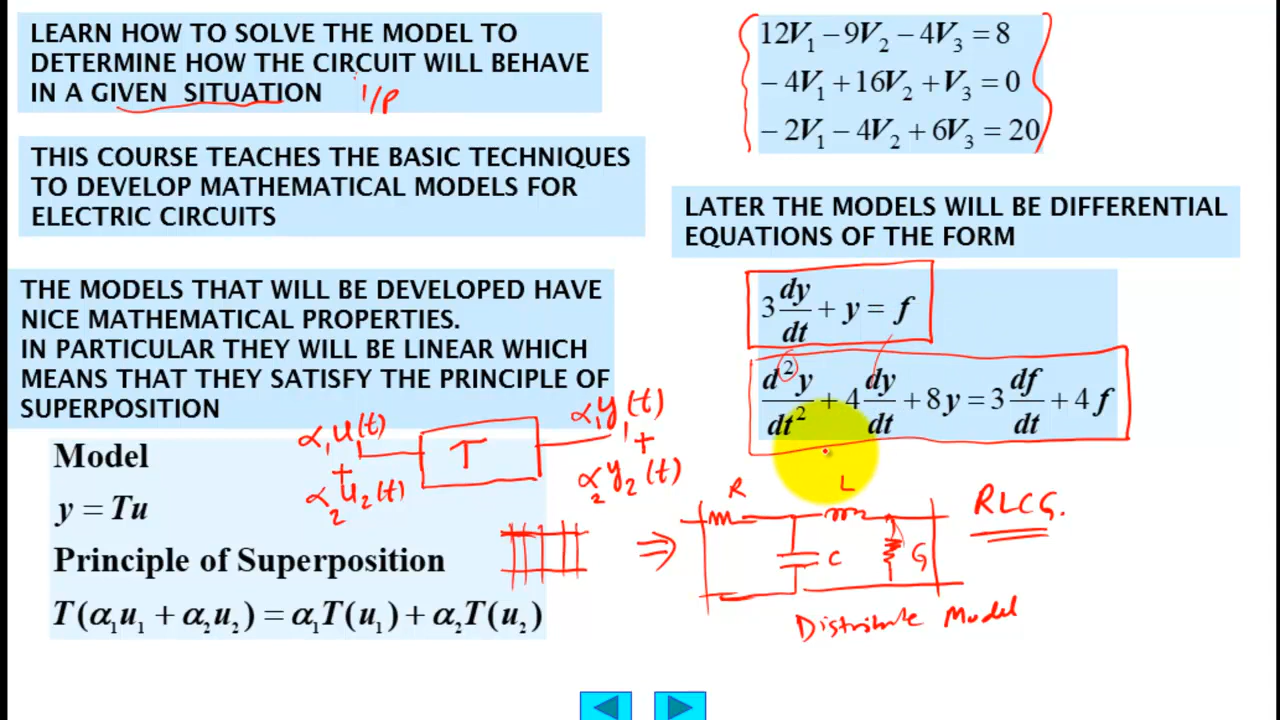 LEARN HOW TO SOLVE THE MODEL TO
DETERMINE HOW THE CIRCUIT WILL BEHAVE
IN A GIVEN SITUATION
i/p
THIS COURSE TEACHES THE BASIC TECHNIQUES
TO DEVELOP MATHEMATICAL MODELS FOR
ELECTRIC CIRCUITS
THE MODELS THAT WILL BE DEVELOPED HAVE
NICE MATHEMATICAL PROPERTIES.
IN PARTICULAR THEY WILL BE LINEAR WHICH
MEANS THAT THEY SATISFY THE PRINCIPLE OF
SUPERPOSITION
Model
y = Tu
Principle of Superposition
T(α₁u₁ + α₂u₂) = α₁T(u₁) + α₂T(u₂)
α₁u(t)
+
α₂u₂(t)
T
α₁y₁(t)
+
α₂y₂(t)
12V₁ − 9V₂ − 4V₃ = 8
− 4V₁ + 16V₂ + V₃ = 0
− 2V₁ − 4V₂ + 6V₃ = 20
LATER THE MODELS WILL BE DIFFERENTIAL
EQUATIONS OF THE FORM
3 dy/dt + y = f
d²y/dt² + 4 dy/dt + 8y = 3 df/dt + 4f
⇒
R
L
C
G
RLCG.
Distribute Model